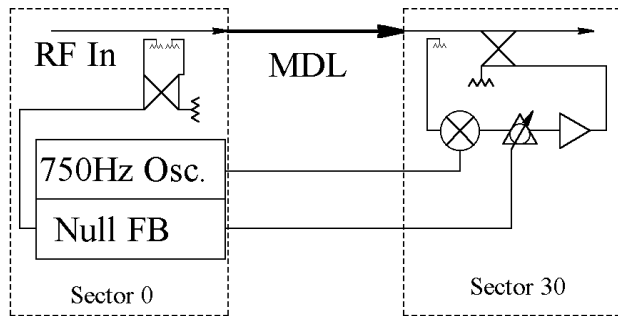 RF In
MDL
750Hz Osc.
Null FB
Sector 0
Sector 30